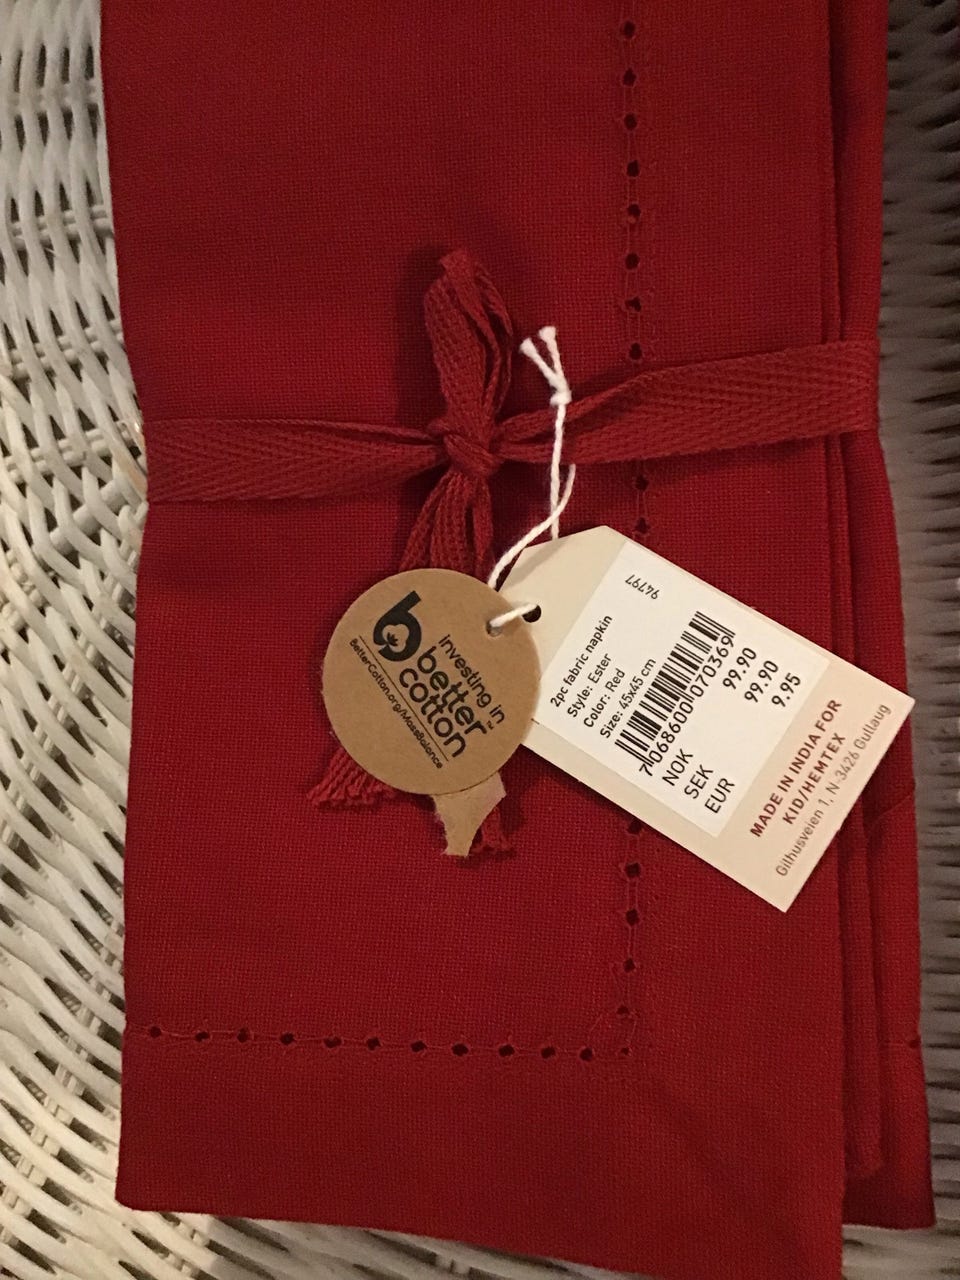 investing in
better™
cotton
BetterCotton.org/MassBalance
94797
2pc fabric napkin
Style: Ester
Color: Red
Size: 45x45 cm
7068600070369
NOK 99.90
SEK 99.90
EUR 9.95
MADE IN INDIA FOR
KID/HEMTEX
Gilhusveien 1, N-3426 Gullaug